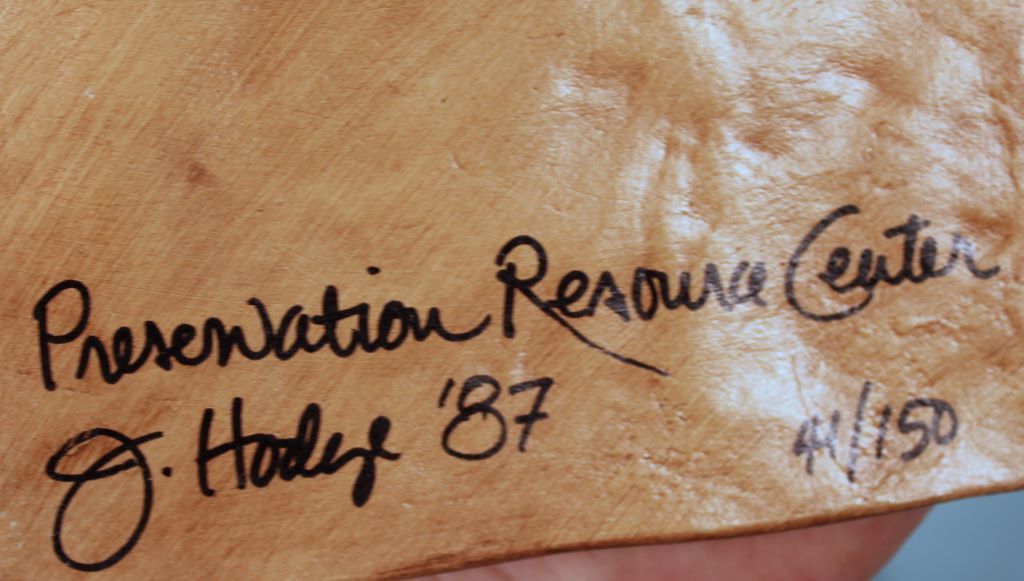 Preservation Resource Center
J. Hodge '87
41/150